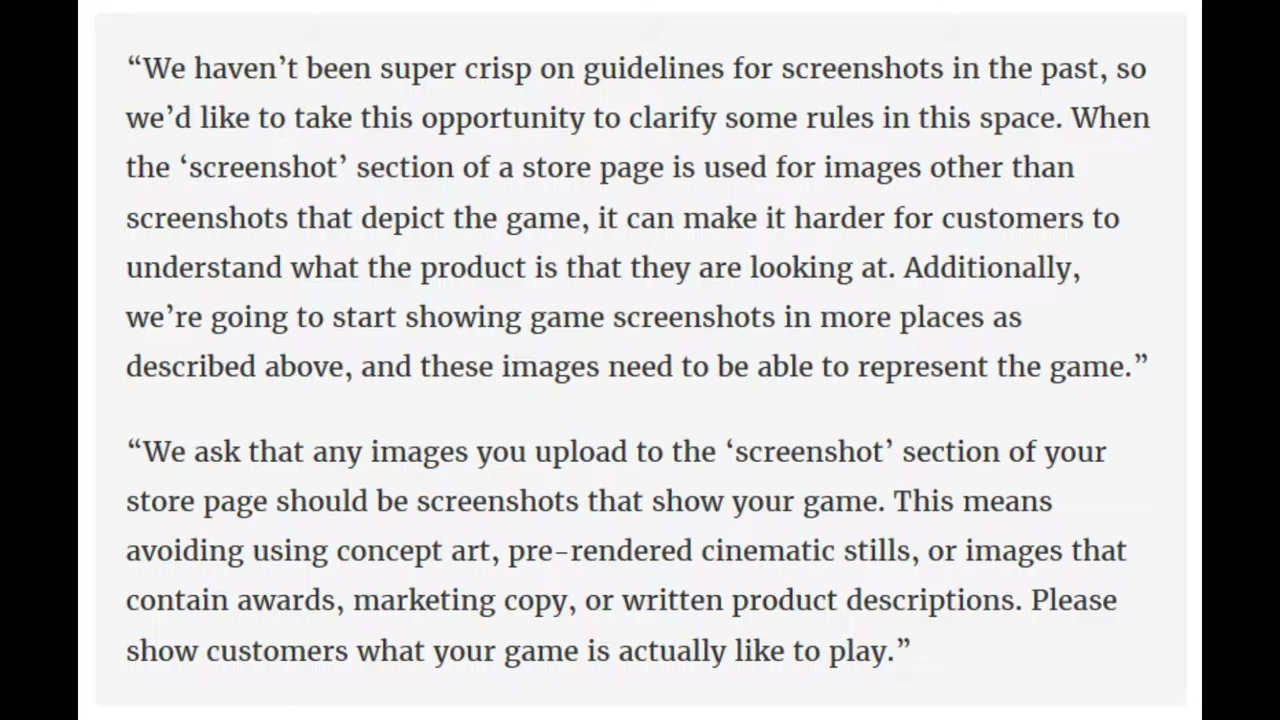 “We haven’t been super crisp on guidelines for screenshots in the past, so
we’d like to take this opportunity to clarify some rules in this space. When
the ‘screenshot’ section of a store page is used for images other than
screenshots that depict the game, it can make it harder for customers to
understand what the product is that they are looking at. Additionally,
we’re going to start showing game screenshots in more places as
described above, and these images need to be able to represent the game.”
“We ask that any images you upload to the ‘screenshot’ section of your
store page should be screenshots that show your game. This means
avoiding using concept art, pre-rendered cinematic stills, or images that
contain awards, marketing copy, or written product descriptions. Please
show customers what your game is actually like to play.”